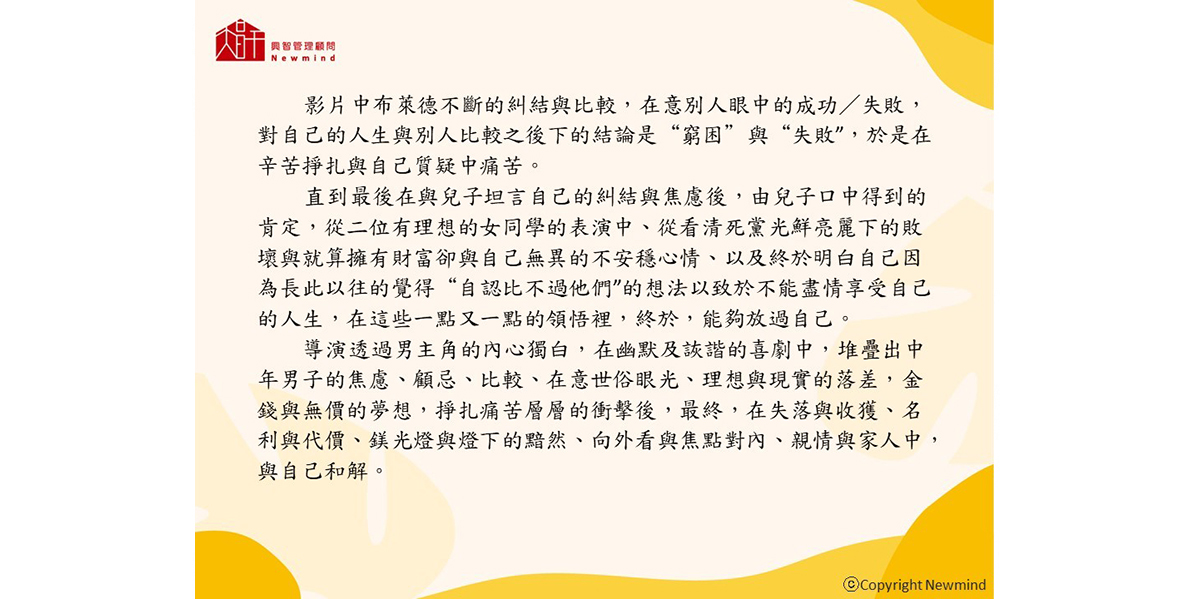 興智管理顧問
Newmind
影片中布萊德不斷的糾結與比較，在意別人眼中的成功／失敗，
對自己的人生與別人比較之後下的結論是“窮困”與“失敗”，於是在
辛苦掙扎與自己質疑中痛苦。
直到最後在與兒子坦言自己的糾結與焦慮後，由兒子口中得到的
肯定，從二位有理想的女同學的表演中、從看清死黨光鮮亮麗下的敗
壞與就算擁有財富卻與自己無異的不安穩心情、以及終於明白自己因
為長此以往的覺得“自認比不過他們”的想法以致於不能盡情享受自己
的人生，在這些一點又一點的領悟裡，終於，能夠放過自己。
導演透過男主角的內心獨白，在幽默及詼諧的喜劇中，堆疊出中
年男子的焦慮、顧忌、比較、在意世俗眼光、理想與現實的落差，金
錢與無價的夢想，掙扎痛苦層層的衝擊後，最終，在失落與收獲、名
利與代價、鎂光燈與燈下的黯然、向外看與焦點對內、親情與家人中，
與自己和解。
©Copyright Newmind